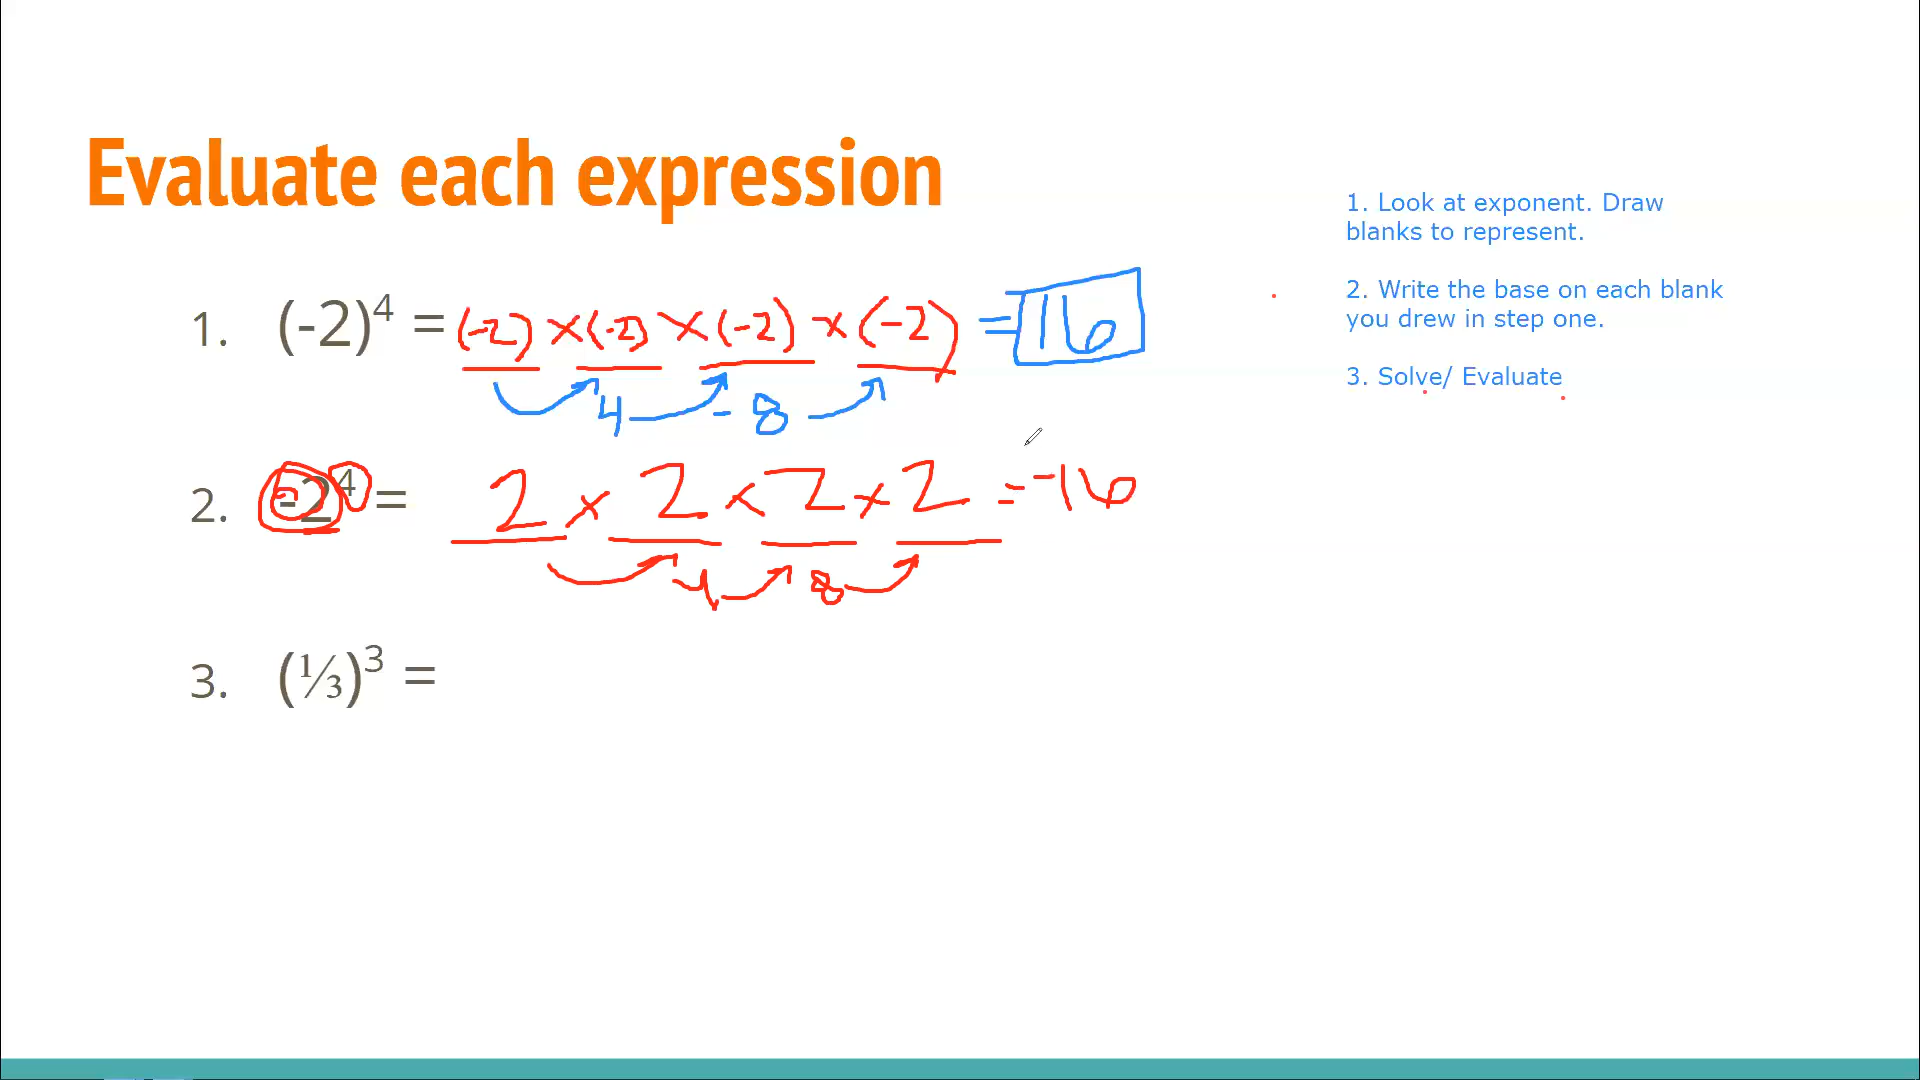 Evaluate each expression
1. Look at exponent. Draw
blanks to represent.
2. Write the base on each blank
you drew in step one.
3. Solve/ Evaluate
1. (-2)⁴ = (-2) × (-2) × (-2) × (-2) = 16
4 -8
2. -2⁴ = 2 × 2 × 2 × 2 = -16
4 8
3. (⅓)³ =